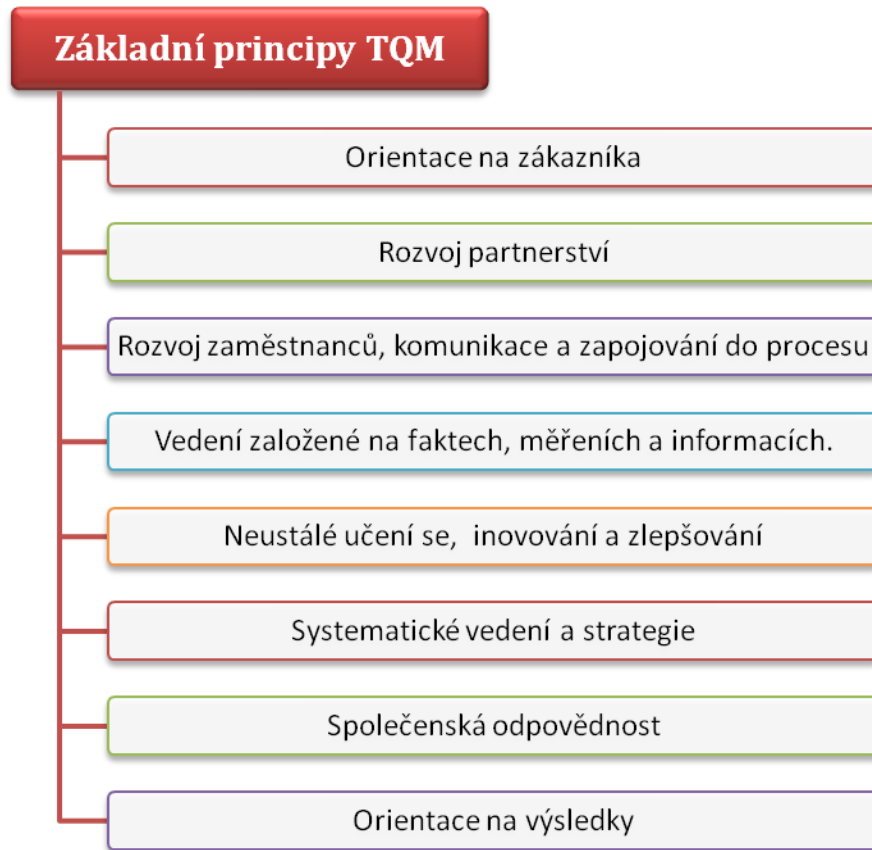 Základní principy TQM
Orientace na zákazníka
Rozvoj partnerství
Rozvoj zaměstnanců, komunikace a zapojování do procesu
Vedení založené na faktech, měřeních a informacích.
Neustálé učení se, inovování a zlepšování
Systematické vedení a strategie
Společenská odpovědnost
Orientace na výsledky